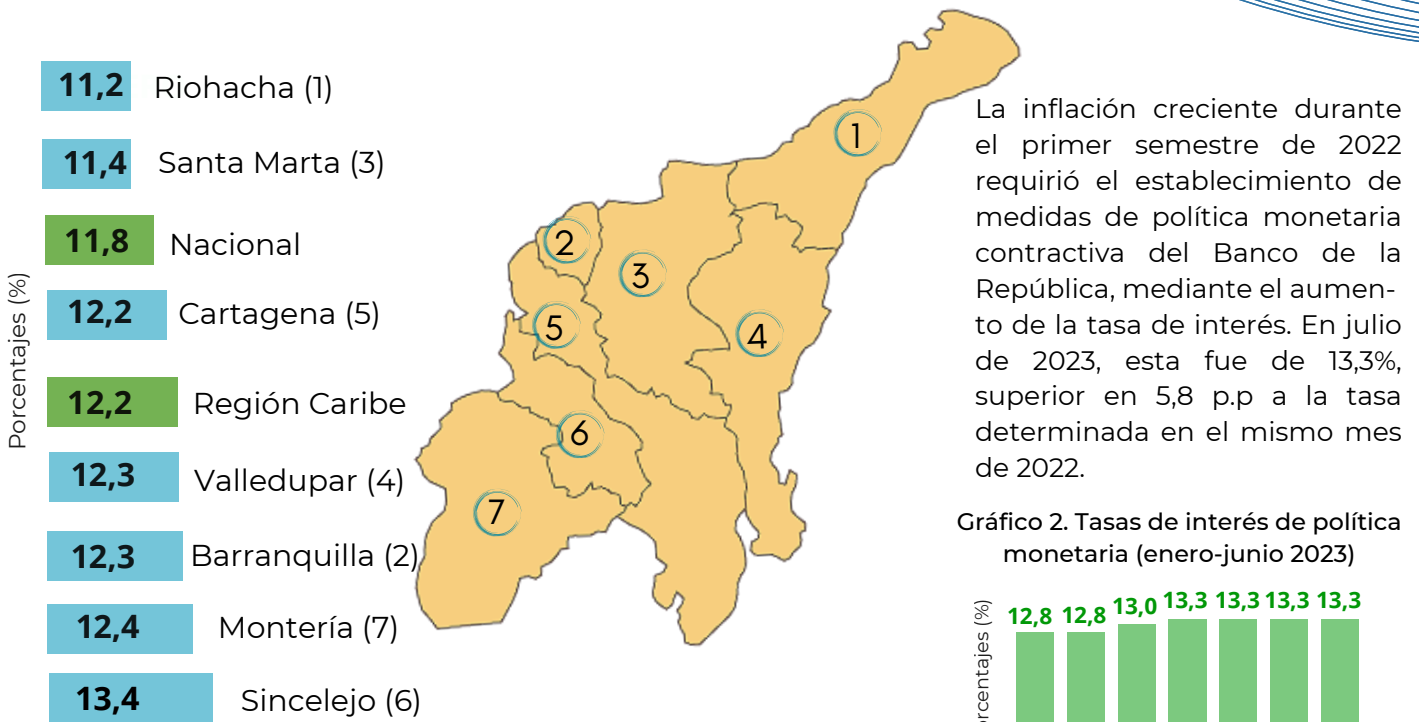 Porcentajes (%)
11,2 Riohacha (1)
11,4 Santa Marta (3)
11,8 Nacional
12,2 Cartagena (5)
12,2 Región Caribe
12,3 Valledupar (4)
12,3 Barranquilla (2)
12,4 Montería (7)
13,4 Sincelejo (6)
1
2
3
4
5
6
7
La inflación creciente durante
el primer semestre de 2022
requirió el establecimiento de
medidas de política monetaria
contractiva del Banco de la
República, mediante el aumen-
to de la tasa de interés. En julio
de 2023, esta fue de 13,3%,
superior en 5,8 p.p a la tasa
determinada en el mismo mes
de 2022.
Gráfico 2. Tasas de interés de política
monetaria (enero-junio 2023)
12,8 12,8 13,0 13,3 13,3 13,3 13,3
orcentajes (%)